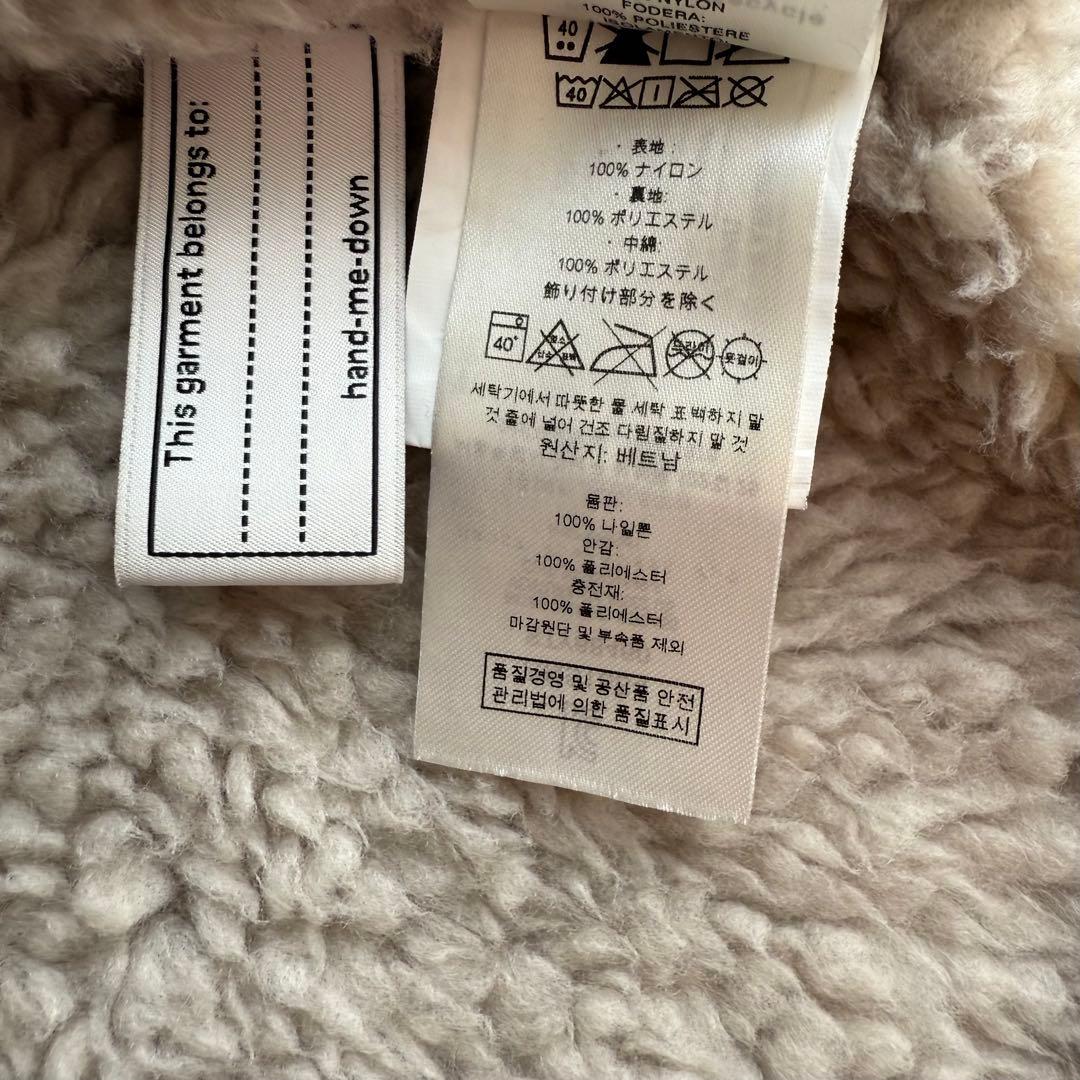 This garment belongs to:
hand-me-down
NYLON
FODERA:
100% POLIESTERE
40
40
・表地:
100% ナイロン
・裏地:
100% ポリエステル
・中綿:
100% ポリエステル
飾り付け部分を除く
40°
옷걸이
세탁기에서 따뜻한 물 세탁 표백하지 말
것 줄에 널어 건조 다림질하지 말 것
원산지: 베트남
몸판:
100% 나일론
안감:
100% 폴리에스터
충전재:
100% 폴리에스터
마감원단 및 부속품 제외
품질경영 및 공산품 안전
관리법에 의한 품질표시